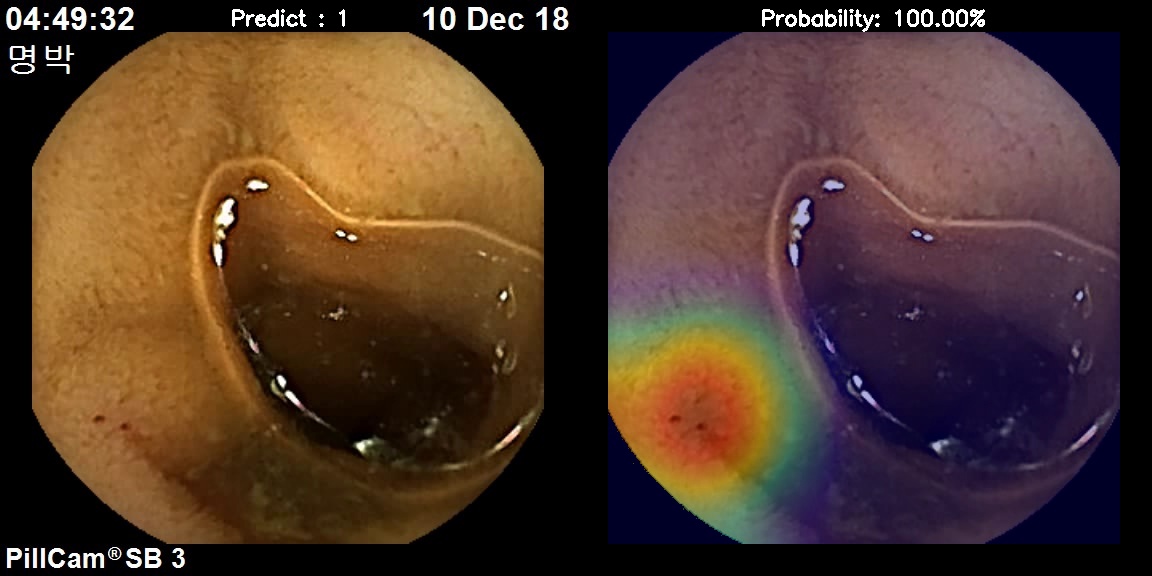 04:49:32
Predict : 1
10 Dec 18
Probability: 100.00%
명박
PillCam® SB 3